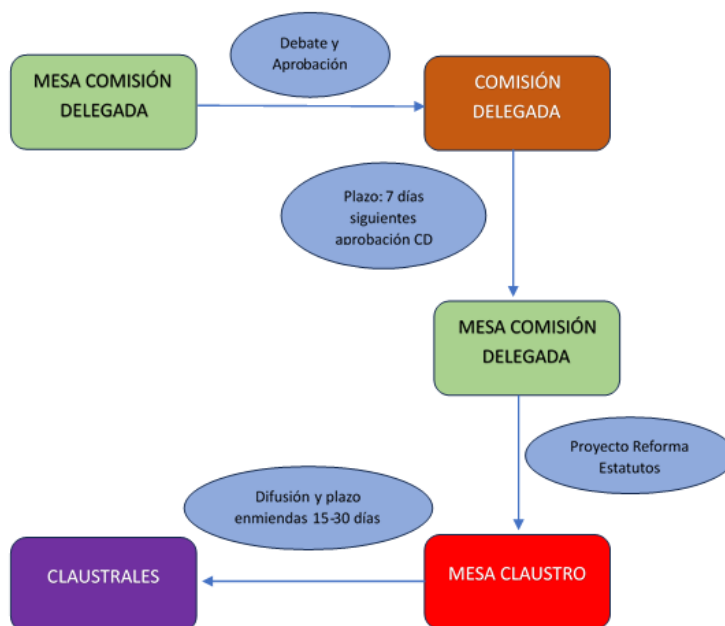 Debate y
Aprobación
MESA COMISIÓN
DELEGADA
COMISIÓN
DELEGADA
Plazo: 7 días
siguientes
aprobación CD
MESA COMISIÓN
DELEGADA
Proyecto Reforma
Estatutos
Difusión y plazo
enmiendas 15-30 días
CLAUSTRALES
MESA CLAUSTRO